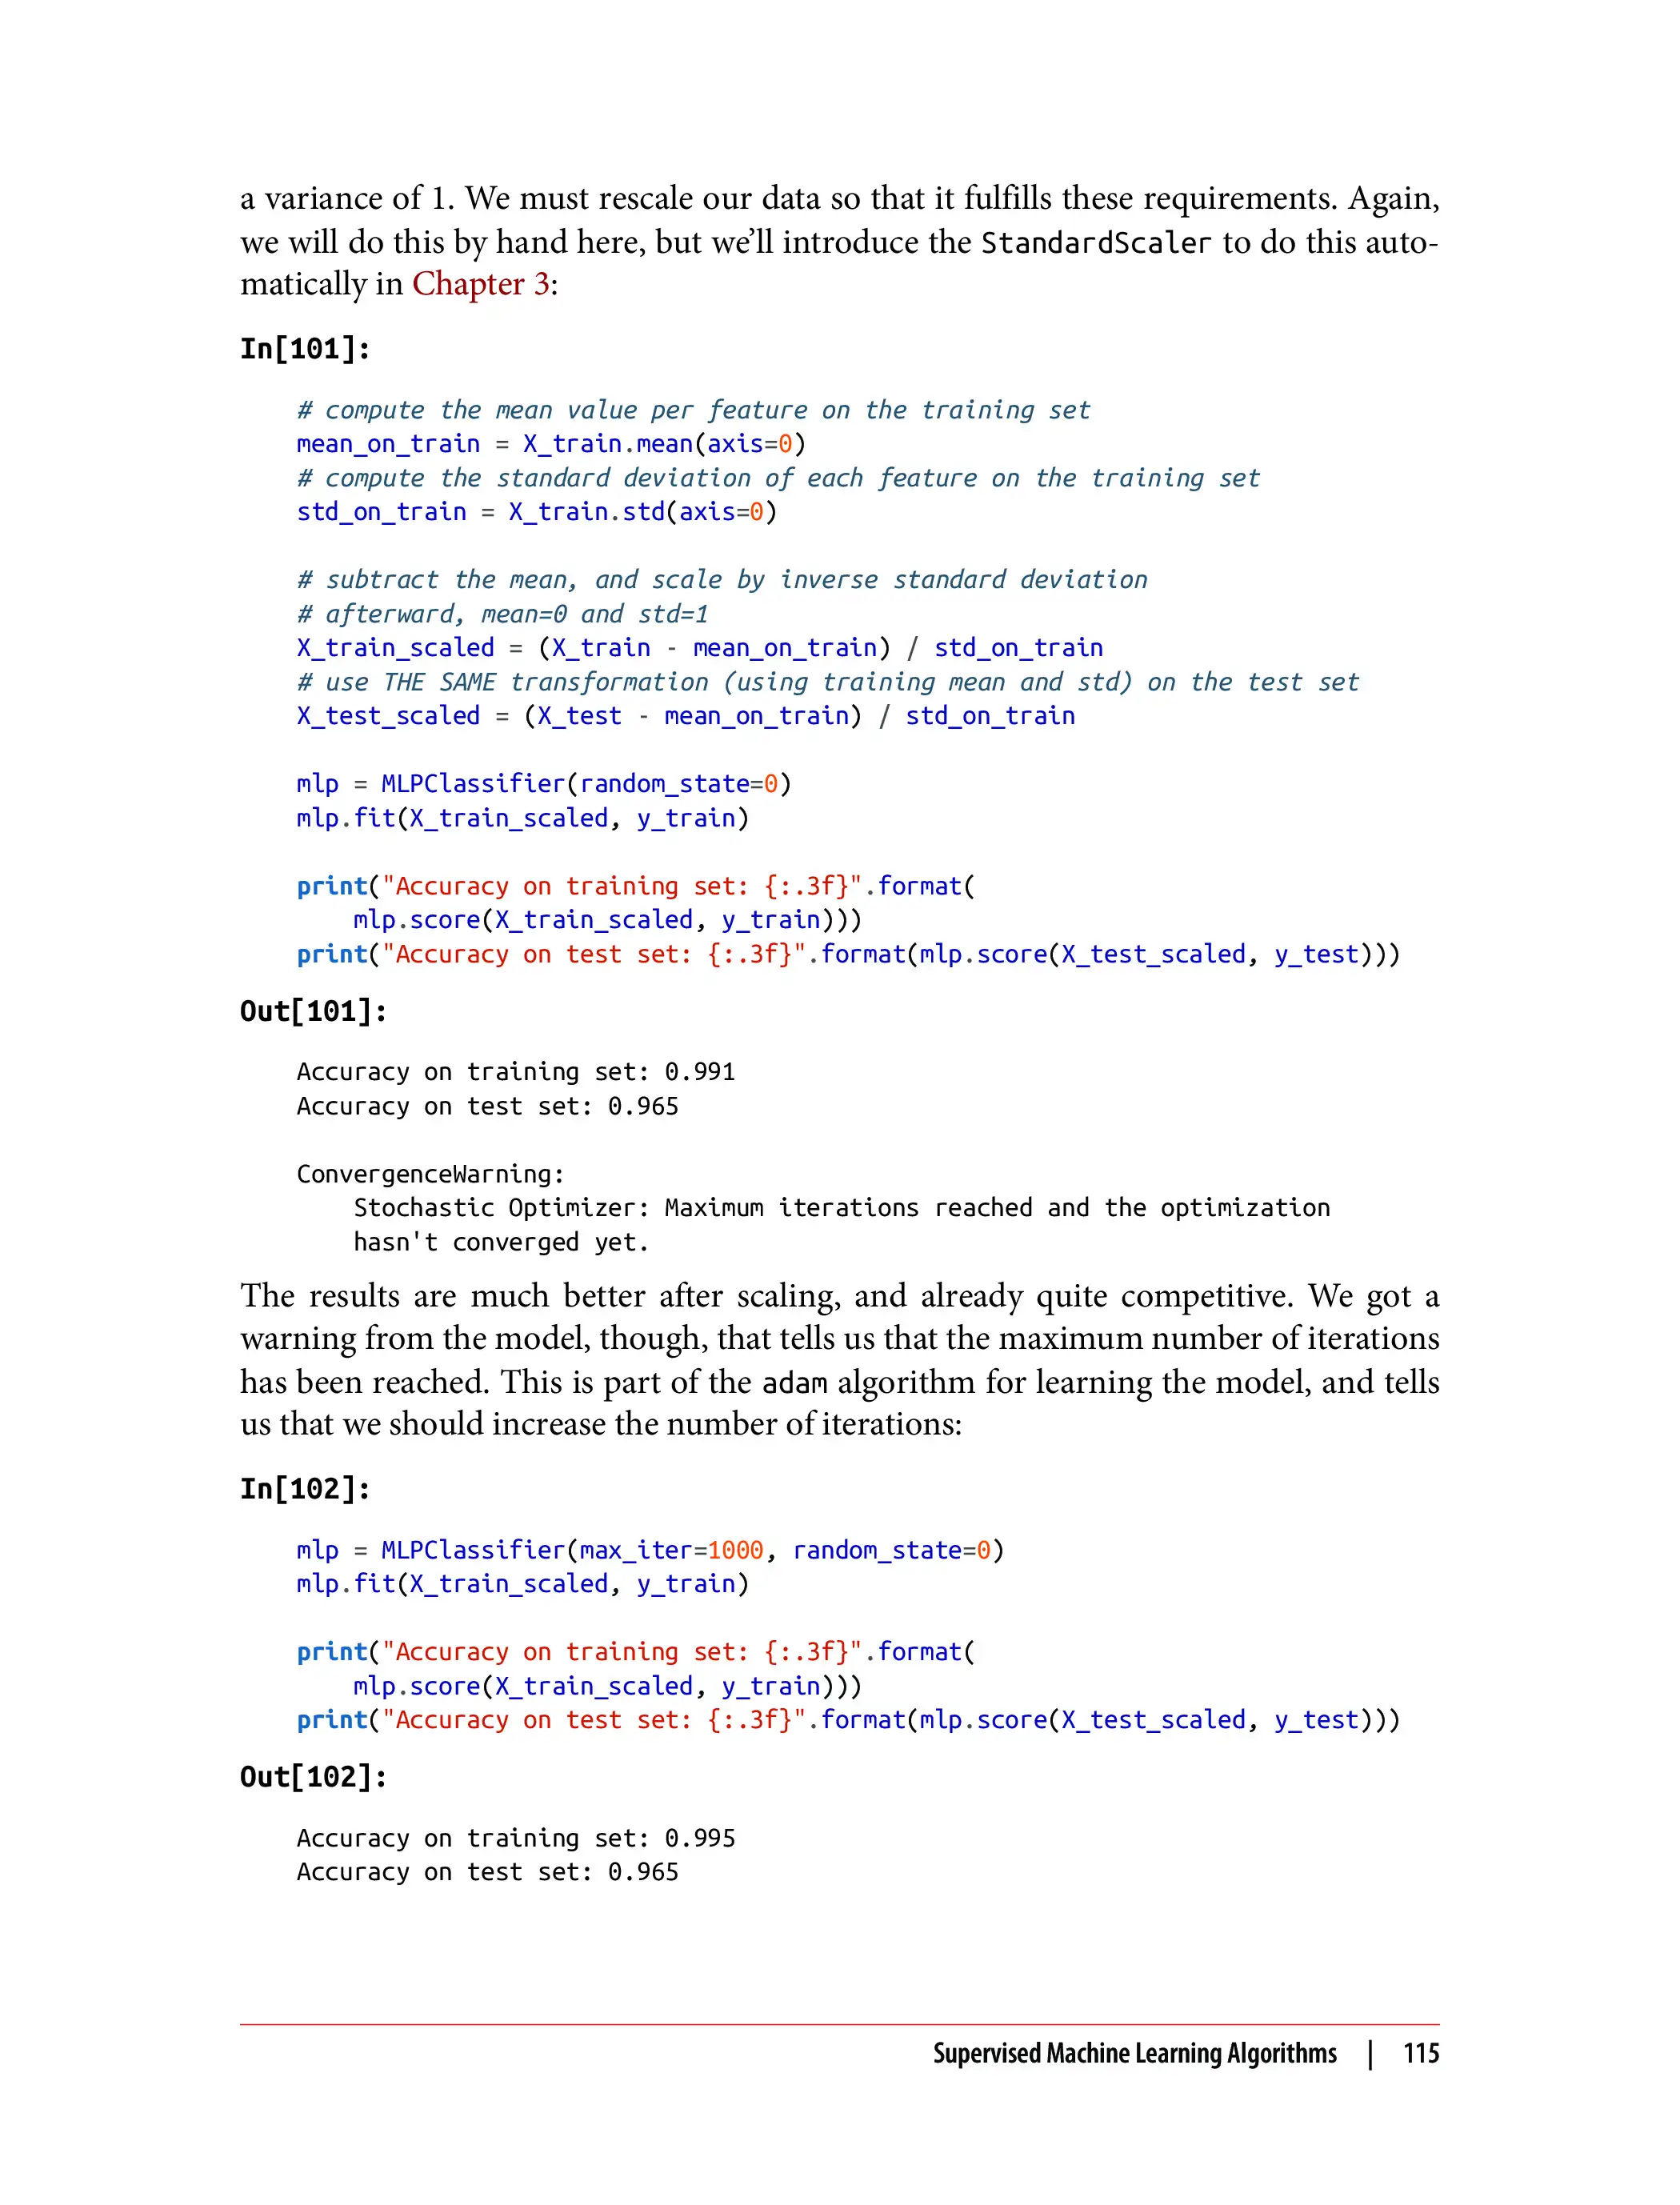 a variance of 1. We must rescale our data so that it fulfills these requirements. Again,
we will do this by hand here, but we’ll introduce the StandardScaler to do this auto-
matically in Chapter 3:
In[101]:
# compute the mean value per feature on the training set
mean_on_train = X_train.mean(axis=0)
# compute the standard deviation of each feature on the training set
std_on_train = X_train.std(axis=0)
# subtract the mean, and scale by inverse standard deviation
# afterward, mean=0 and std=1
X_train_scaled = (X_train - mean_on_train) / std_on_train
# use THE SAME transformation (using training mean and std) on the test set
X_test_scaled = (X_test - mean_on_train) / std_on_train
mlp = MLPClassifier(random_state=0)
mlp.fit(X_train_scaled, y_train)
print("Accuracy on training set: {:.3f}".format(
    mlp.score(X_train_scaled, y_train)))
print("Accuracy on test set: {:.3f}".format(mlp.score(X_test_scaled, y_test)))
Out[101]:
Accuracy on training set: 0.991
Accuracy on test set: 0.965
ConvergenceWarning:
    Stochastic Optimizer: Maximum iterations reached and the optimization
    hasn't converged yet.
The results are much better after scaling, and already quite competitive. We got a
warning from the model, though, that tells us that the maximum number of iterations
has been reached. This is part of the adam algorithm for learning the model, and tells
us that we should increase the number of iterations:
In[102]:
mlp = MLPClassifier(max_iter=1000, random_state=0)
mlp.fit(X_train_scaled, y_train)
print("Accuracy on training set: {:.3f}".format(
    mlp.score(X_train_scaled, y_train)))
print("Accuracy on test set: {:.3f}".format(mlp.score(X_test_scaled, y_test)))
Out[102]:
Accuracy on training set: 0.995
Accuracy on test set: 0.965
Supervised Machine Learning Algorithms | 115